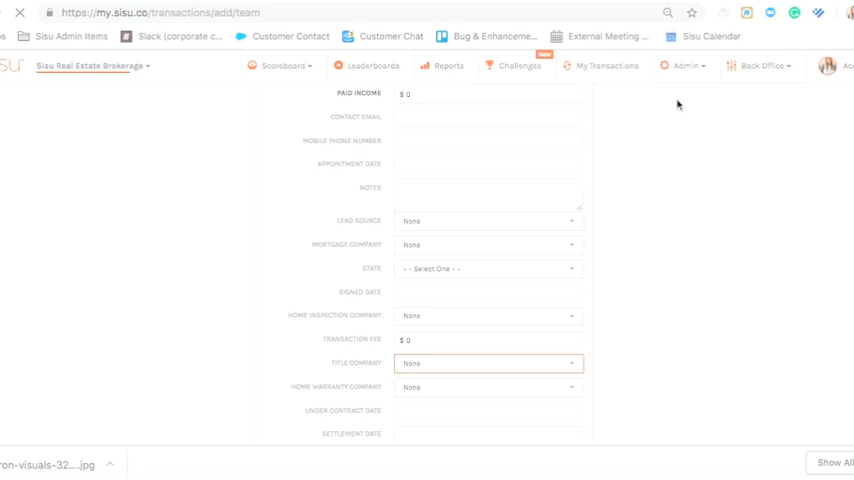 https://my.sisu.co/transactions/add/team
Sisu Admin Items Slack (corporate c... Customer Contact Customer Chat Bug & Enhanceme... External Meeting ... Sisu Calendar
Sisu Real Estate Brokerage Scoreboard Leaderboards Reports Challenges New My Transactions Admin Back Office
PAID INCOME $ 0
CONTACT EMAIL
MOBILE PHONE NUMBER
APPOINTMENT DATE
NOTES
LEAD SOURCE None
MORTGAGE COMPANY None
STATE - - Select One - -
SIGNED DATE
HOME INSPECTION COMPANY None
TRANSACTION FEE $ 0
TITLE COMPANY None
HOME WARRANTY COMPANY None
UNDER CONTRACT DATE
SETTLEMENT DATE
ron-visuals-32....jpg Show All